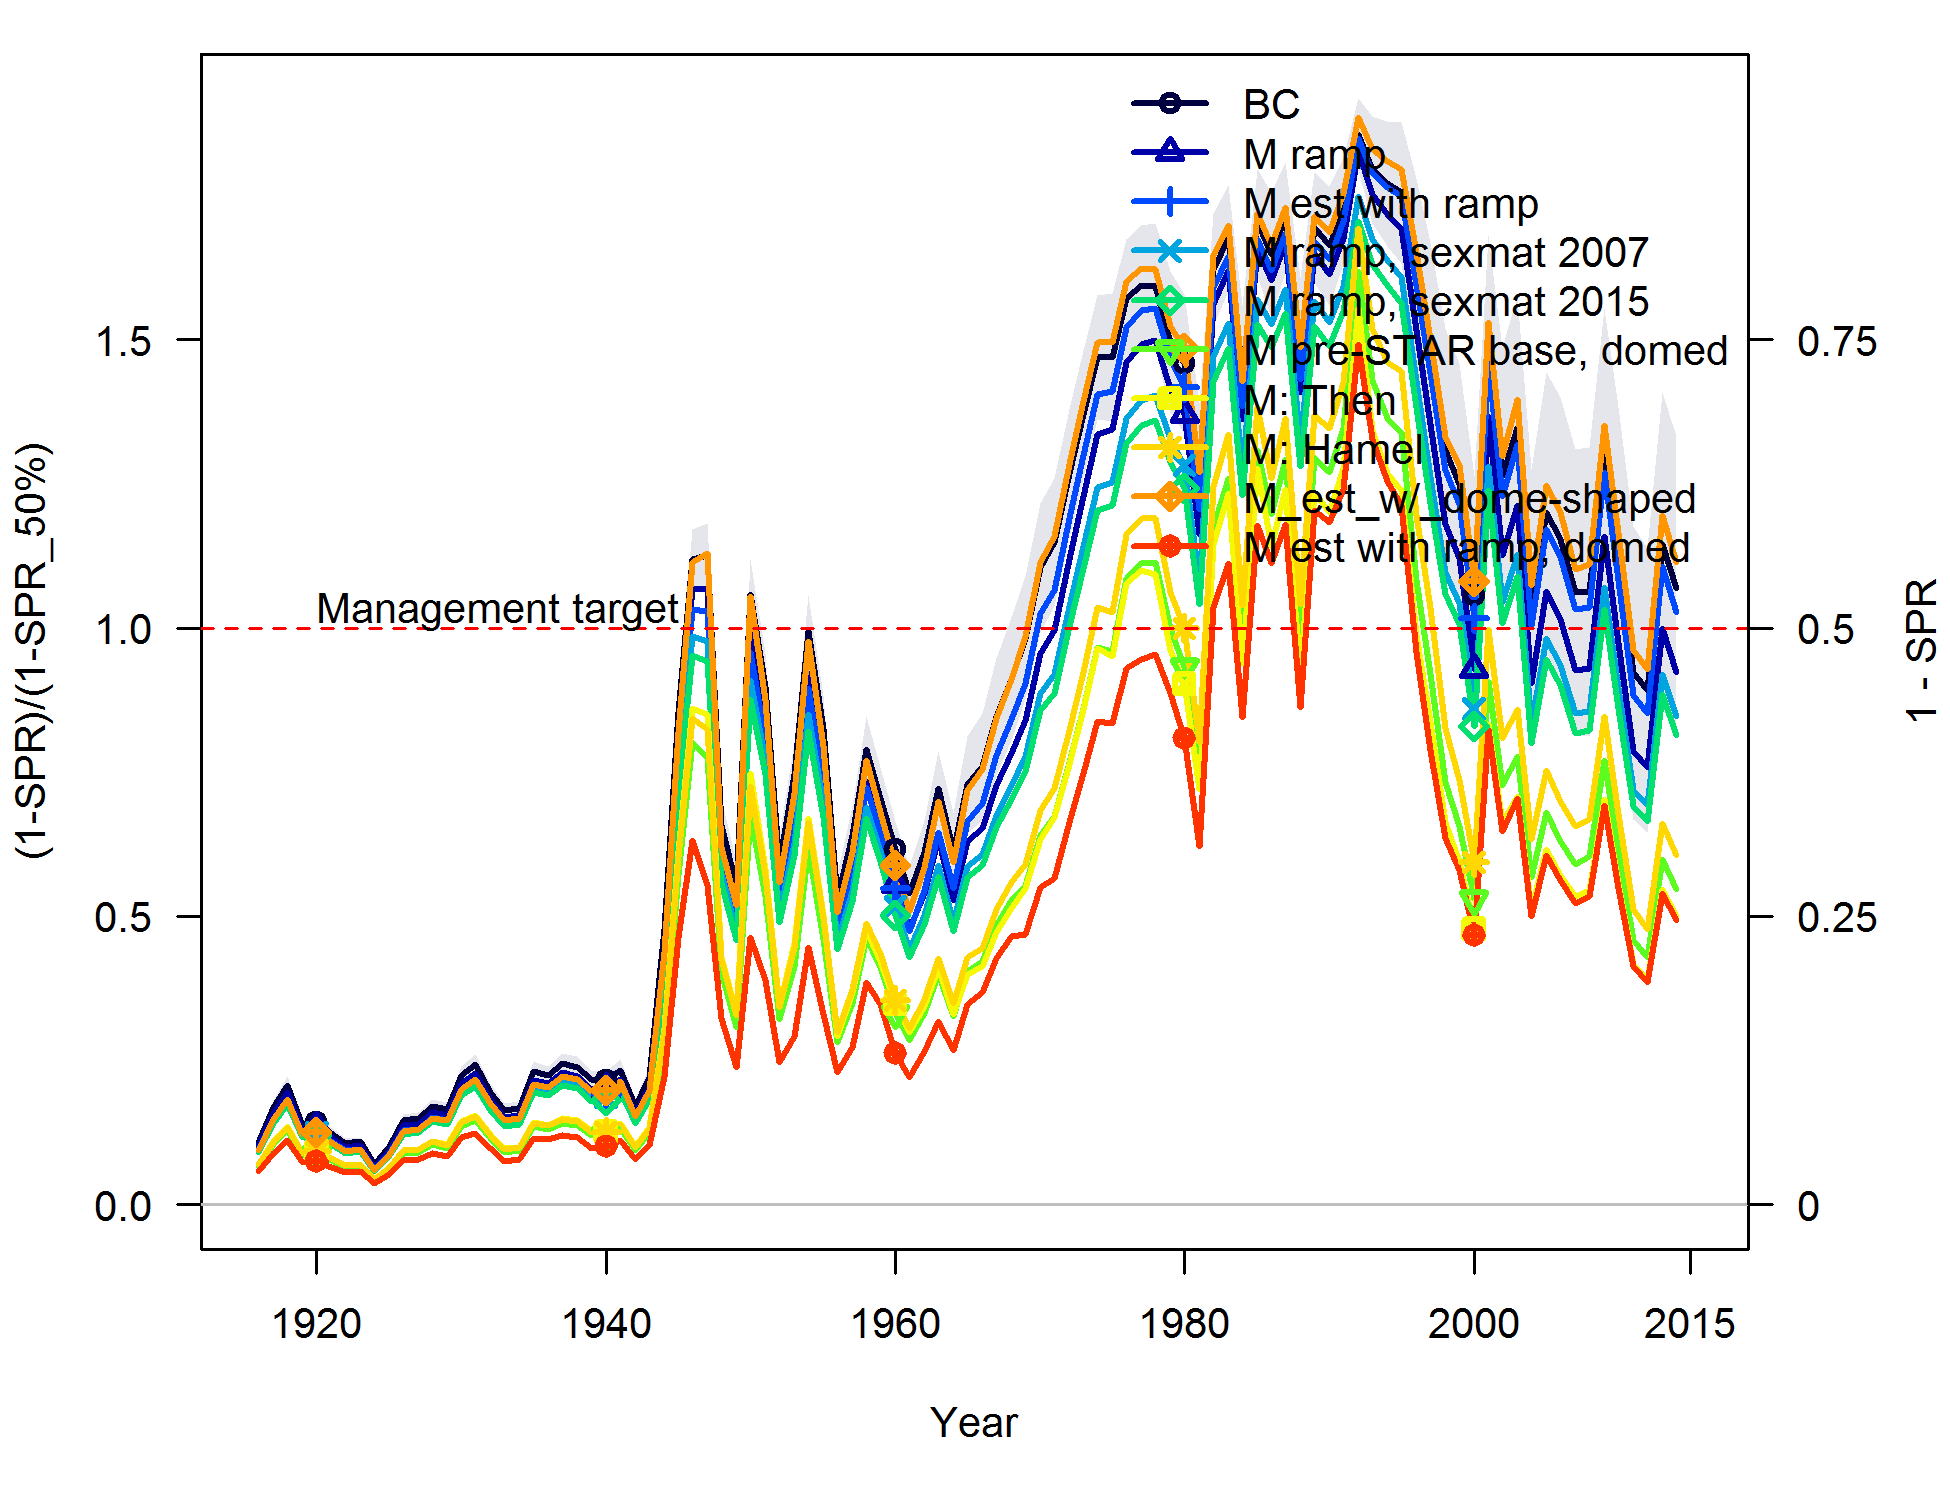 BC
M ramp
M est with ramp
M ramp, sexmat 2007
M ramp, sexmat 2015
M pre-STAR base, domed
M: Then
M: Hamel
M_est_w/_dome-shaped
M est with ramp, domed
Management target
(1-SPR)/(1-SPR_50%)
1.5
1.0
0.5
0.0
0.75
0.5
0.25
0
1 - SPR
1920
1940
1960
1980
2000
2015
Year